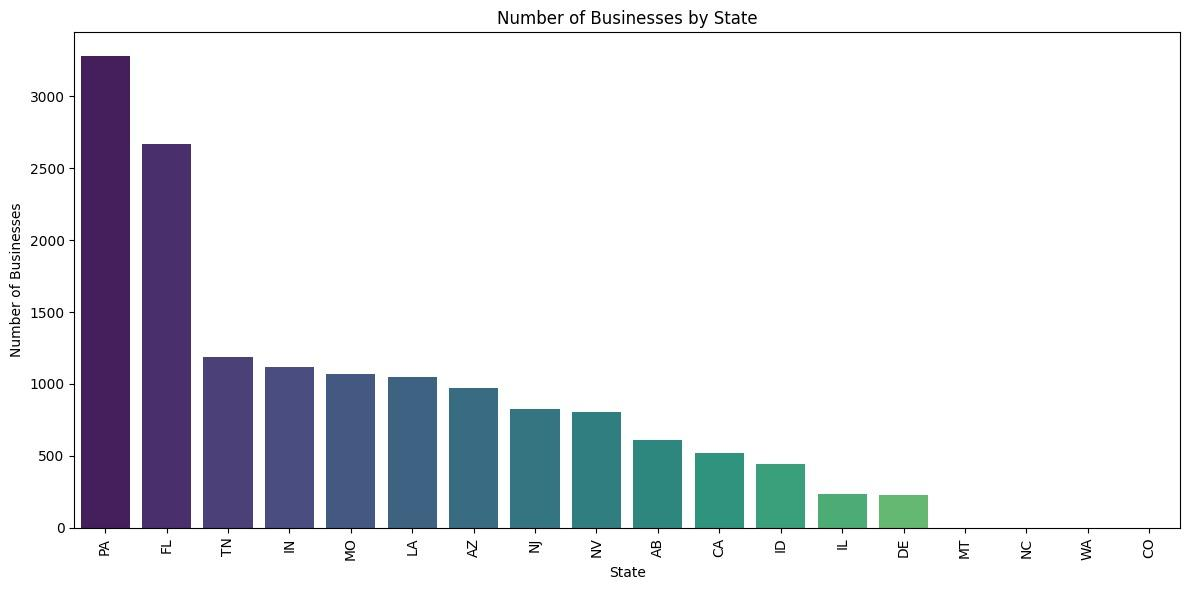 Number of Businesses by State
Number of Businesses
3000
2500
2000
1500
1000
500
0
PA FL TN IN MO LA AZ NJ NV AB CA ID IL DE MT NC WA CO
State